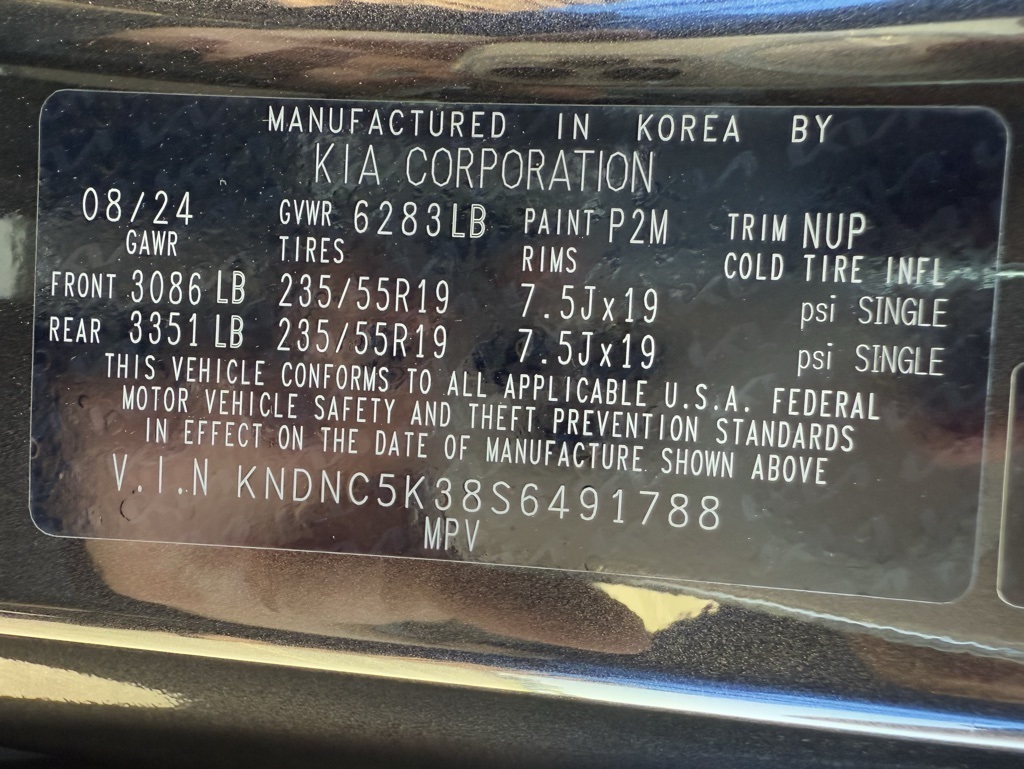 MANUFACTURED IN KOREA BY
KIA CORPORATION
08/24 GVWR 6283LB PAINT P2M TRIM NUP
GAWR TIRES RIMS COLD TIRE INFL
FRONT 3086 LB 235/55R19 7.5Jx19 psi SINGLE
REAR 3351 LB 235/55R19 7.5Jx19 psi SINGLE
THIS VEHICLE CONFORMS TO ALL APPLICABLE U.S.A. FEDERAL
MOTOR VEHICLE SAFETY AND THEFT PREVENTION STANDARDS
IN EFFECT ON THE DATE OF MANUFACTURE SHOWN ABOVE
V.I.N KNDNC5K38S6491788
MPV